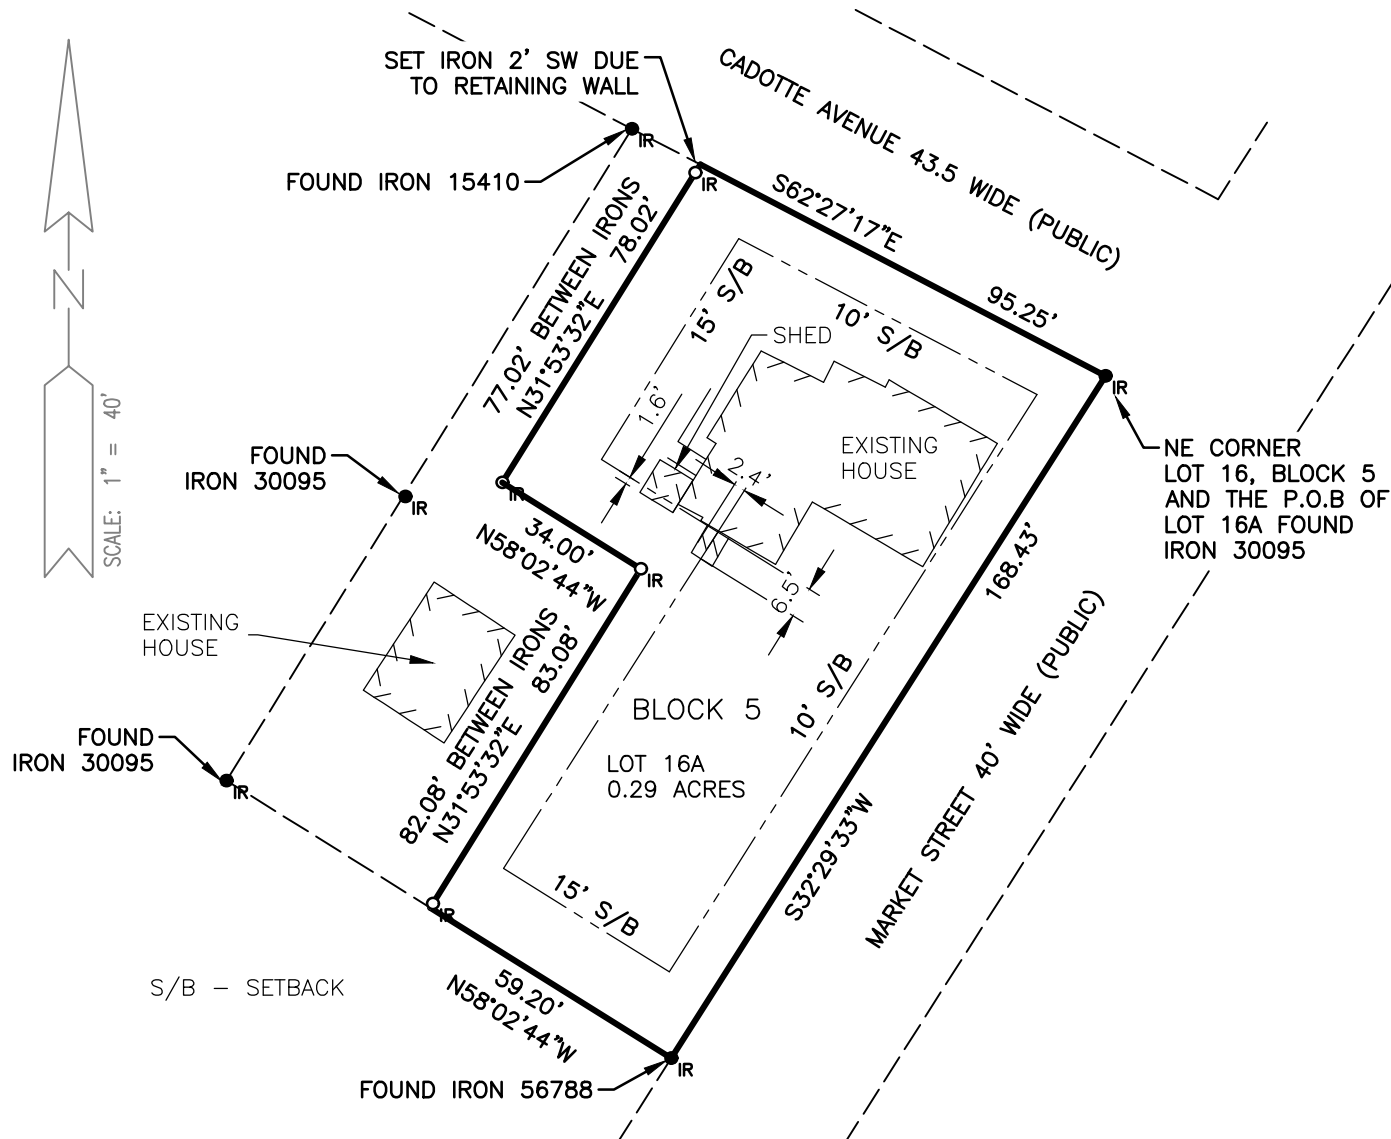 SET IRON 2' SW DUE
TO RETAINING WALL
CADOTTE AVENUE 43.5 WIDE (PUBLIC)
IR
FOUND IRON 15410
IR
S62°27'17"E
95.25'
77.02' BETWEEN IRONS
78.02'
N31°53'32"E
15' S/B
10' S/B
SHED
N
SCALE: 1" = 40'
1.6'
2.4'
EXISTING
HOUSE
IR
NE CORNER
LOT 16, BLOCK 5
AND THE P.O.B OF
LOT 16A FOUND
IRON 30095
FOUND
IRON 30095
IR
IR
34.00'
N58°02'44"W
IR
6.5'
168.43'
EXISTING
HOUSE
82.08' BETWEEN IRONS
83.08'
N31°53'32"E
BLOCK 5
LOT 16A
0.29 ACRES
10' S/B
MARKET STREET 40' WIDE (PUBLIC)
S32°29'33"W
FOUND
IRON 30095
IR
IR
15' S/B
S/B - SETBACK
59.20'
N58°02'44"W
IR
FOUND IRON 56788